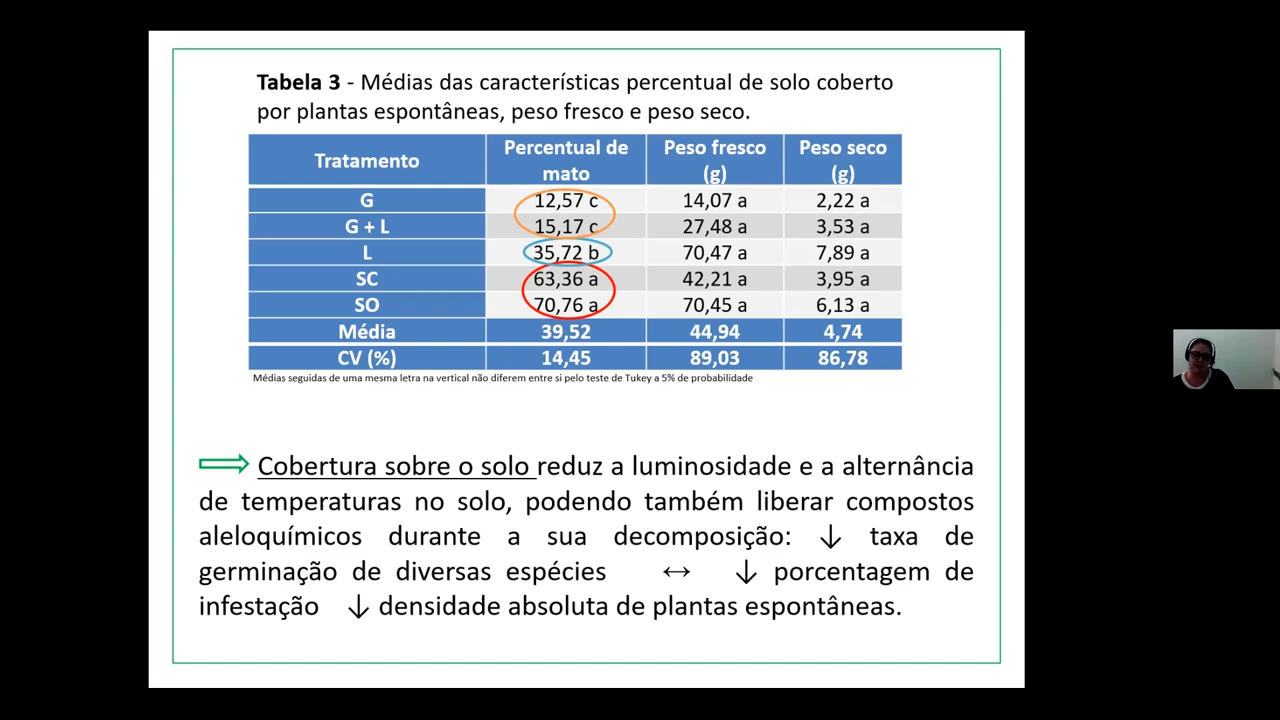 Tabela 3 - Médias das características percentual de solo coberto
por plantas espontâneas, peso fresco e peso seco.
Tratamento Percentual de mato Peso fresco (g) Peso seco (g)
G 12,57 c 14,07 a 2,22 a
G + L 15,17 c 27,48 a 3,53 a
L 35,72 b 70,47 a 7,89 a
SC 63,36 a 42,21 a 3,95 a
SO 70,76 a 70,45 a 6,13 a
Média 39,52 44,94 4,74
CV (%) 14,45 89,03 86,78
Médias seguidas de uma mesma letra na vertical não diferem entre si pelo teste de Tukey a 5% de probabilidade
Cobertura sobre o solo reduz a luminosidade e a alternância
de temperaturas no solo, podendo também liberar compostos
aleloquímicos durante a sua decomposição: ↓ taxa de
germinação de diversas espécies ↔ ↓ porcentagem de
infestação ↓ densidade absoluta de plantas espontâneas.